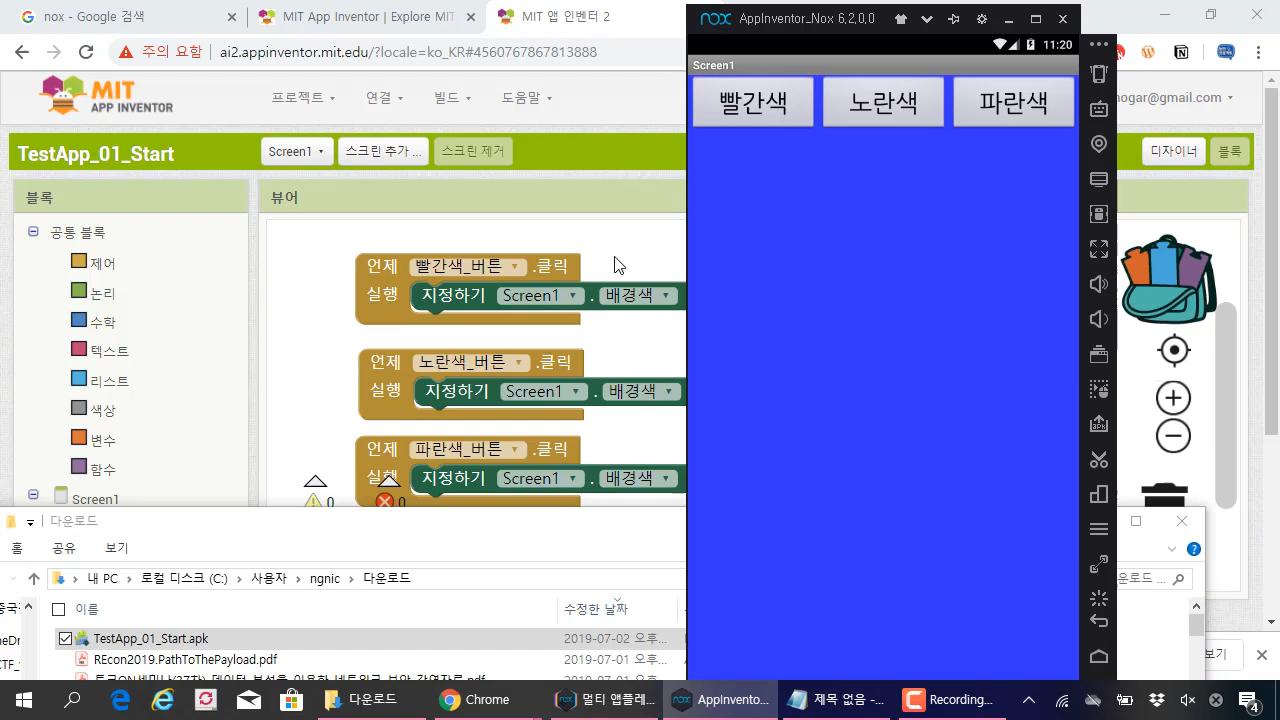 nox - Google 검색
Nox | MIT App Inventor | Explore
MIT 앱 인벤터 2
주의 요함
ai2.appinventor.mit.edu/?locale=ko_KR#4560767867813888
MIT
APP INVENTOR
프로젝트
연결
빌드
도움말
nogar@gmail.com
TestApp_01_Start
Screen1
스크린 추가...
스크린 제거
디자이너
블록
블록
뷰어
공통 블록
제어
논리
수학
텍스트
리스트
색상
변수
함수
Screen1
언제 빨간색_버튼 .클릭
실행 지정하기 Screen1 . 배경색
언제 노란색_버튼 .클릭
실행 지정하기 Screen1 . 배경색
언제 파란색_버튼 .클릭
실행 지정하기 Screen1 . 배경색
0
0
nox
AppInventor_Nox 6,2,0,0
11:20
Screen1
빨간색
노란색
파란색
다운로드
홈
공유
보기
내 PC > 로컬 디스크 (C:) > 사용자 > ngnic > 다운로드
운로드 ...
이름
수정한 날짜
TestApp_01_Start.apk
2019-07-02 오후...
REcon2019.PathToThePayload.pdf
2019-07-01 오후...
보기
다운로드
Chrome
멀티 앱플레
AppInvento...
제목 없음 -...
Recording...
4